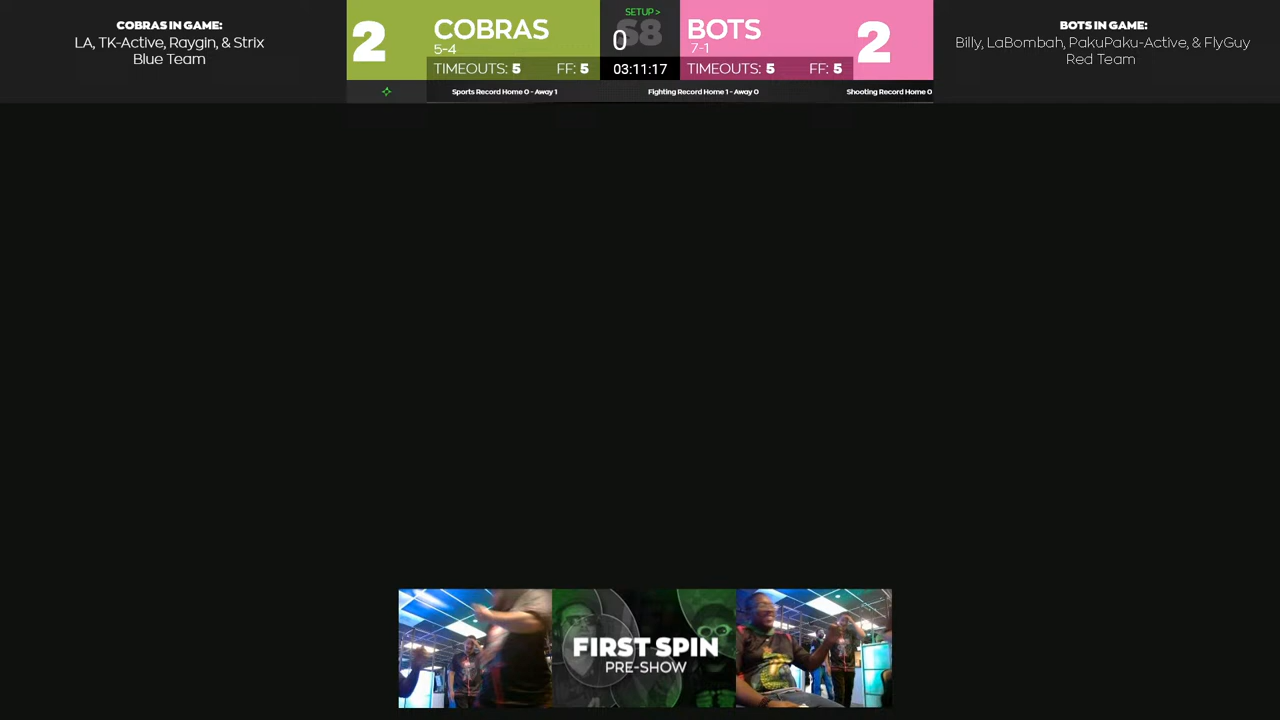 COBRAS IN GAME:
LA, TK-Active, Raygin, & Strix
Blue Team
2
COBRAS
5-4
TIMEOUTS: 5 FF: 5
SETUP >
S8
0
03:11:17
BOTS
7-1
TIMEOUTS: 5 FF: 5
2
BOTS IN GAME:
Billy, LaBombah, PakuPaku-Active, & FlyGuy
Red Team
Sports Record Home 0 - Away 1
Fighting Record Home 1 - Away 0
Shooting Record Home 0
FIRST SPIN
PRE-SHOW